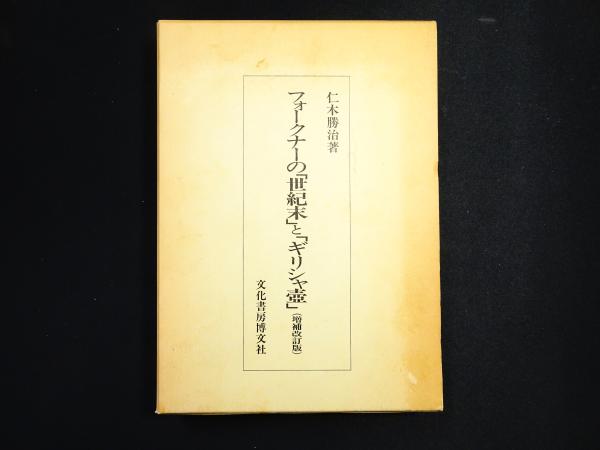 仁木勝治著
フォークナーの「世紀末」と「ギリシャ壺」(増補改訂版)
文化書房博文社